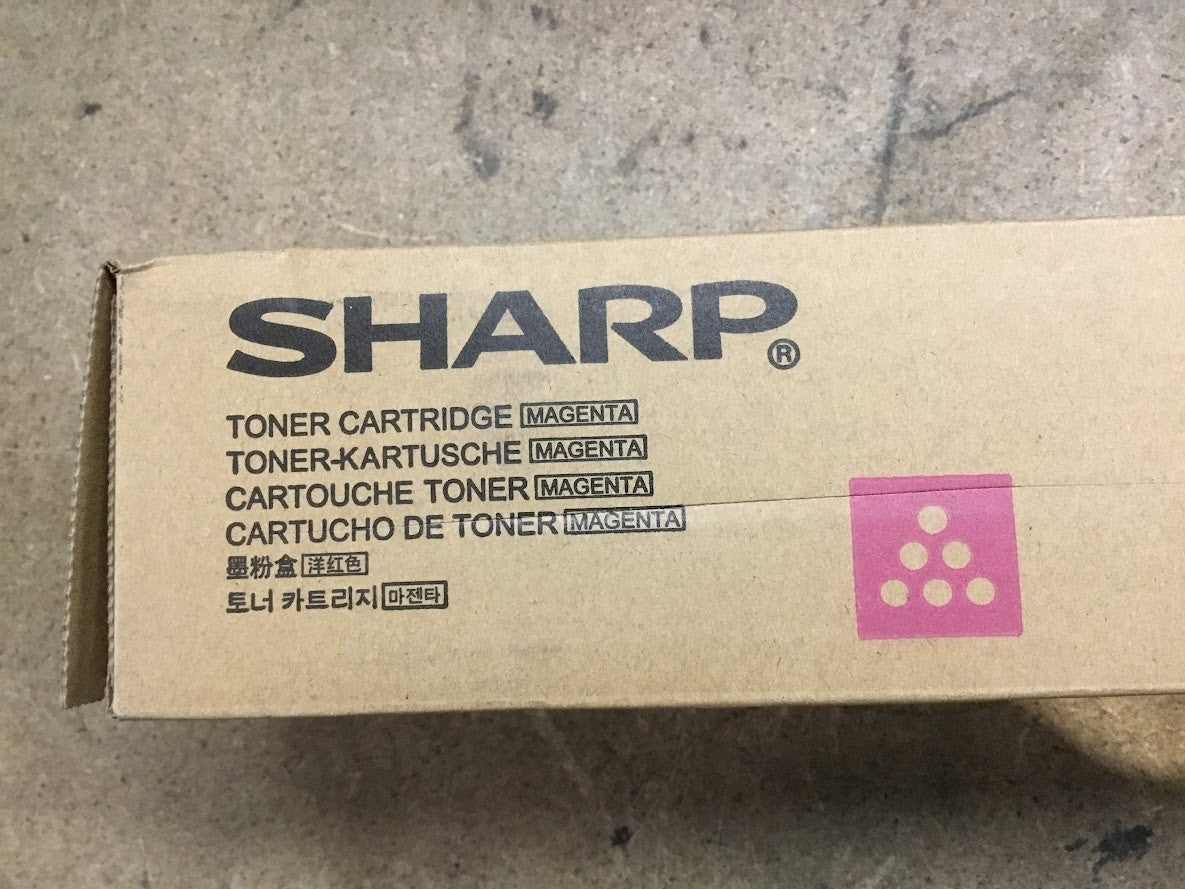 SHARP®
TONER CARTRIDGE MAGENTA
TONER-KARTUSCHE MAGENTA
CARTOUCHE TONER MAGENTA
CARTUCHO DE TONER MAGENTA
墨粉盒 洋红色
토너 카트리지 마젠타